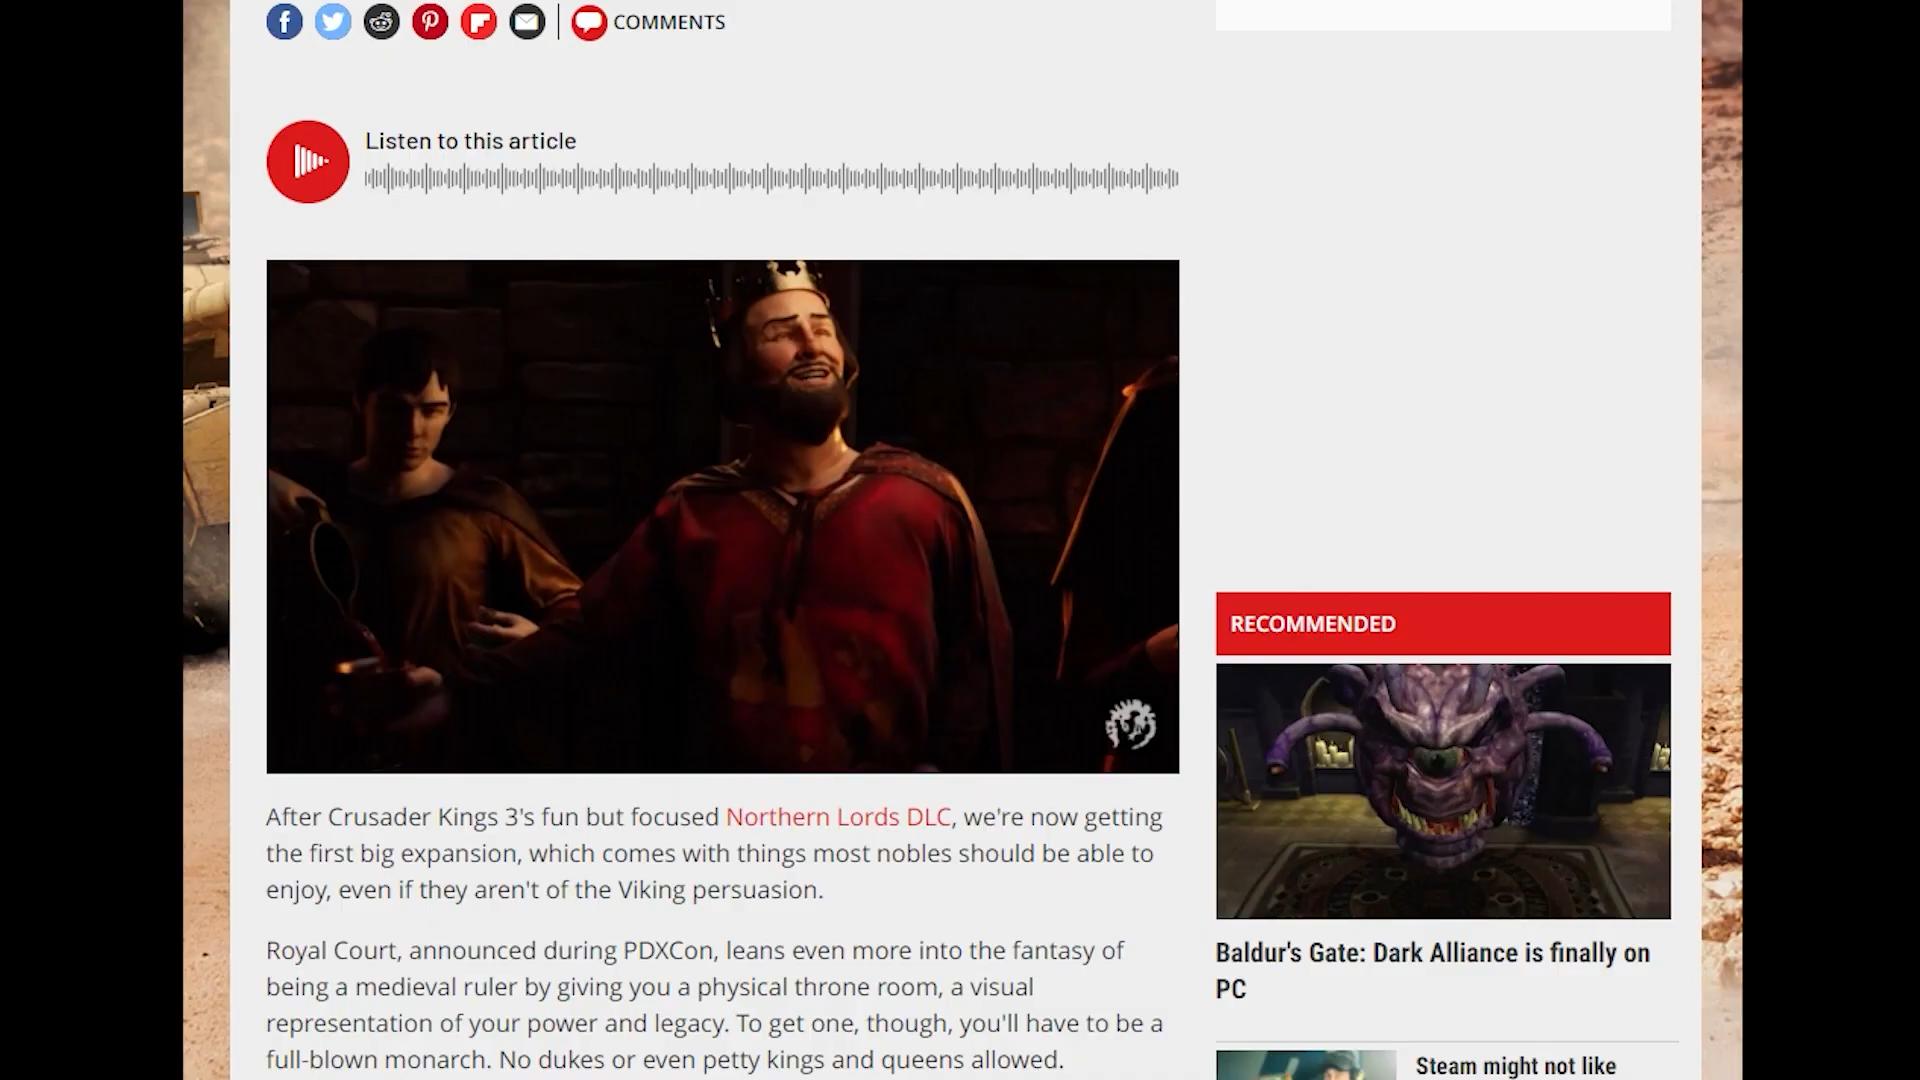 COMMENTS
Listen to this article
After Crusader Kings 3's fun but focused Northern Lords DLC, we're now getting
the first big expansion, which comes with things most nobles should be able to
enjoy, even if they aren't of the Viking persuasion.
Royal Court, announced during PDXCon, leans even more into the fantasy of
being a medieval ruler by giving you a physical throne room, a visual
representation of your power and legacy. To get one, though, you'll have to be a
full-blown monarch. No dukes or even petty kings and queens allowed.
RECOMMENDED
Baldur's Gate: Dark Alliance is finally on
PC
Steam might not like